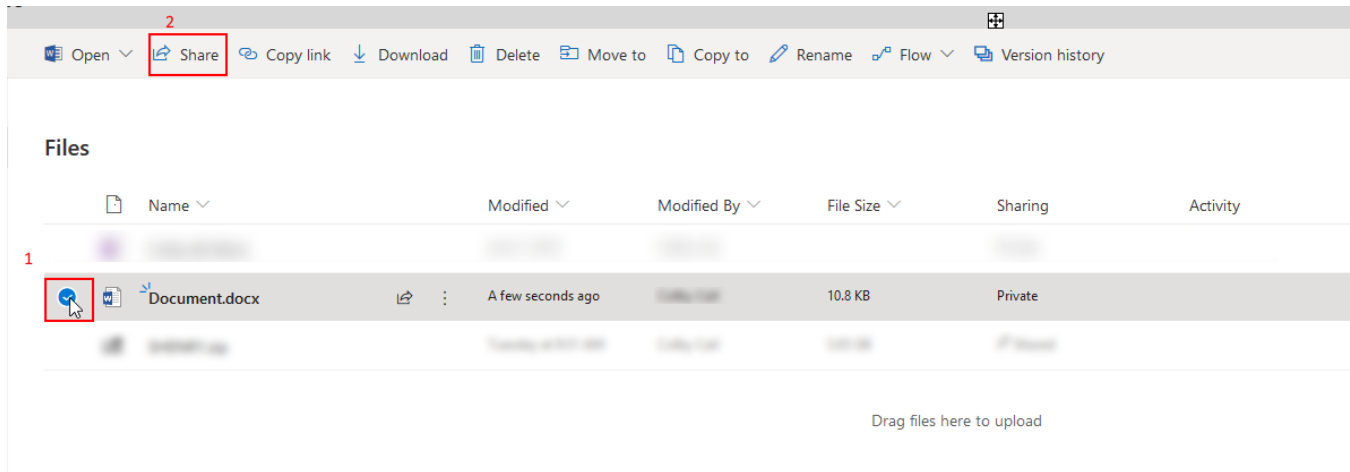 2
Open Share Copy link Download Delete Move to Copy to Rename Flow Version history
Files
Name Modified Modified By File Size Sharing Activity
1
Document.docx A few seconds ago 10.8 KB Private
Drag files here to upload